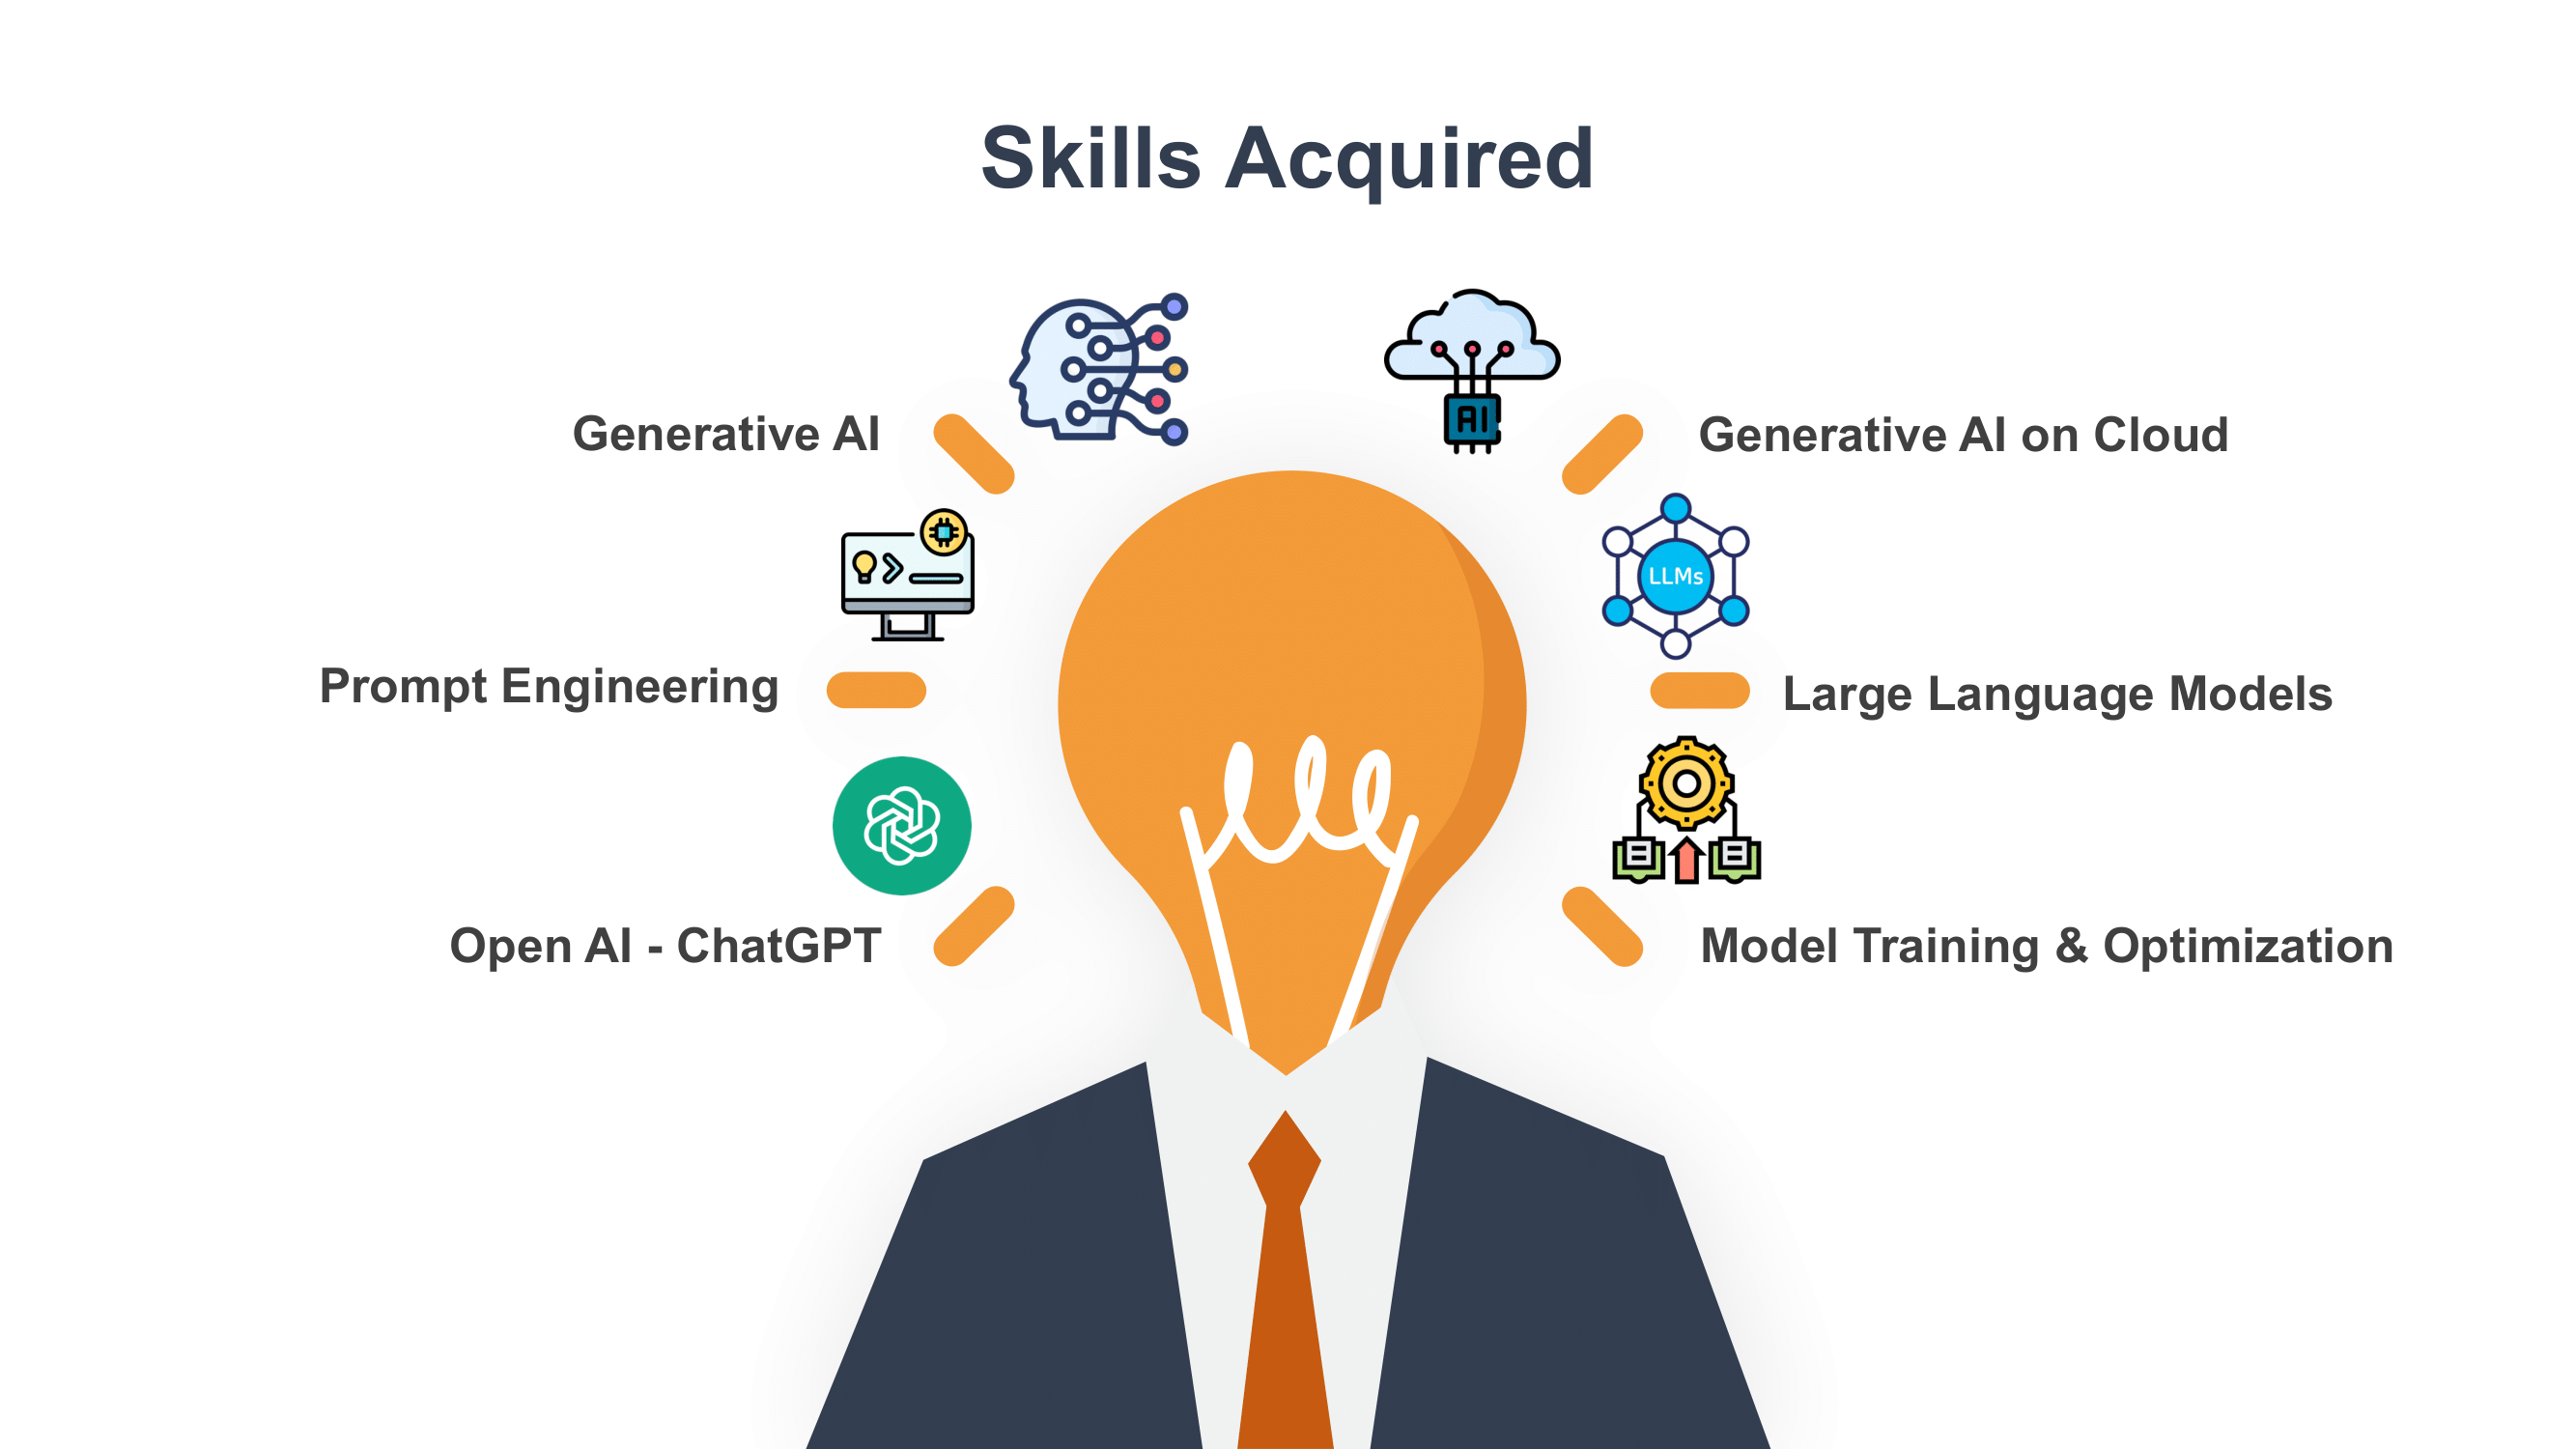 Skills Acquired
Generative AI
Generative AI on Cloud
AI
LLMs
Prompt Engineering
Large Language Models
Open AI - ChatGPT
Model Training & Optimization